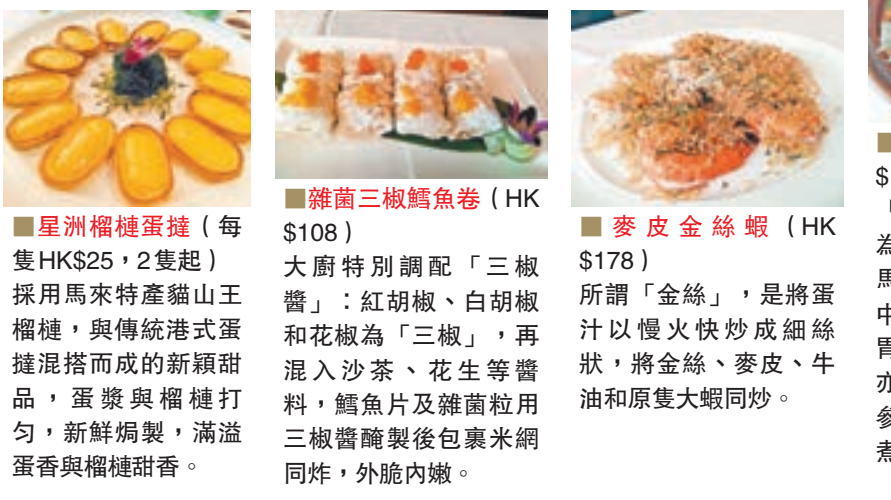 ■星洲榴槤蛋撻（每
隻HK$25，2隻起）
採用馬來特產貓山王
榴槤，與傳統港式蛋
撻混搭而成的新穎甜
品，蛋漿與榴槤打
勻，新鮮焗製，滿溢
蛋香與榴槤甜香。
■雜菌三椒鱈魚卷（HK
$108）
大廚特別調配「三椒
醬」：紅胡椒、白胡椒
和花椒為「三椒」，再
混入沙茶、花生等醬
料，鱈魚片及雜菌粒用
三椒醬醃製後包裹米網
同炸，外脆內嫩。
■麥皮金絲蝦（HK
$178）
所謂「金絲」，是將蛋
汁以慢火快炒成細絲
狀，將金絲、麥皮、牛
油和原隻大蝦同炒。
■
$
「
為
馬
中
胃
亦
參
煮